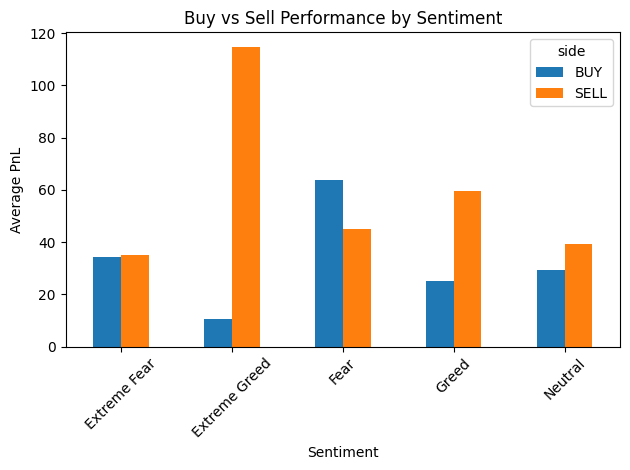 Buy vs Sell Performance by Sentiment
120
100
80
60
40
20
0
Average PnL
side
BUY
SELL
Extreme Fear
Extreme Greed
Fear
Greed
Neutral
Sentiment